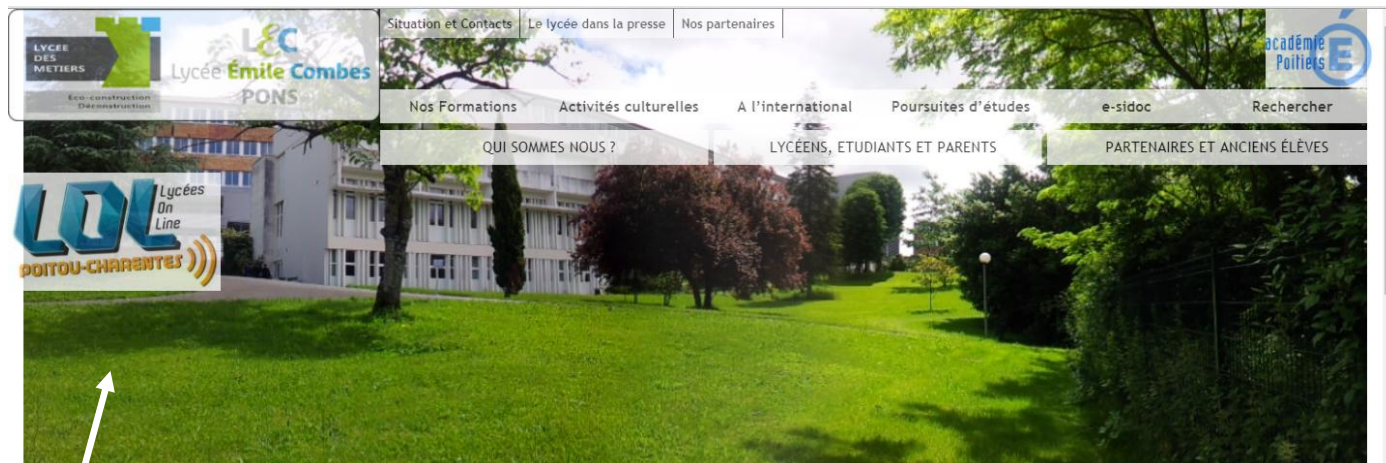 Situation et Contacts
Le lycée dans la presse
Nos partenaires
LYCEE
DES
METIERS
Eco-construction
Déconstruction
LEC
Lycée Émile Combes
PONS
académie
Poitiers
É
Nos Formations
Activités culturelles
A l'international
Poursuites d'études
e-sidoc
Rechercher
QUI SOMMES NOUS ?
LYCÉENS, ETUDIANTS ET PARENTS
PARTENAIRES ET ANCIENS ÉLÈVES
LOL
Lycées
On
Line
POITOU-CHARENTES